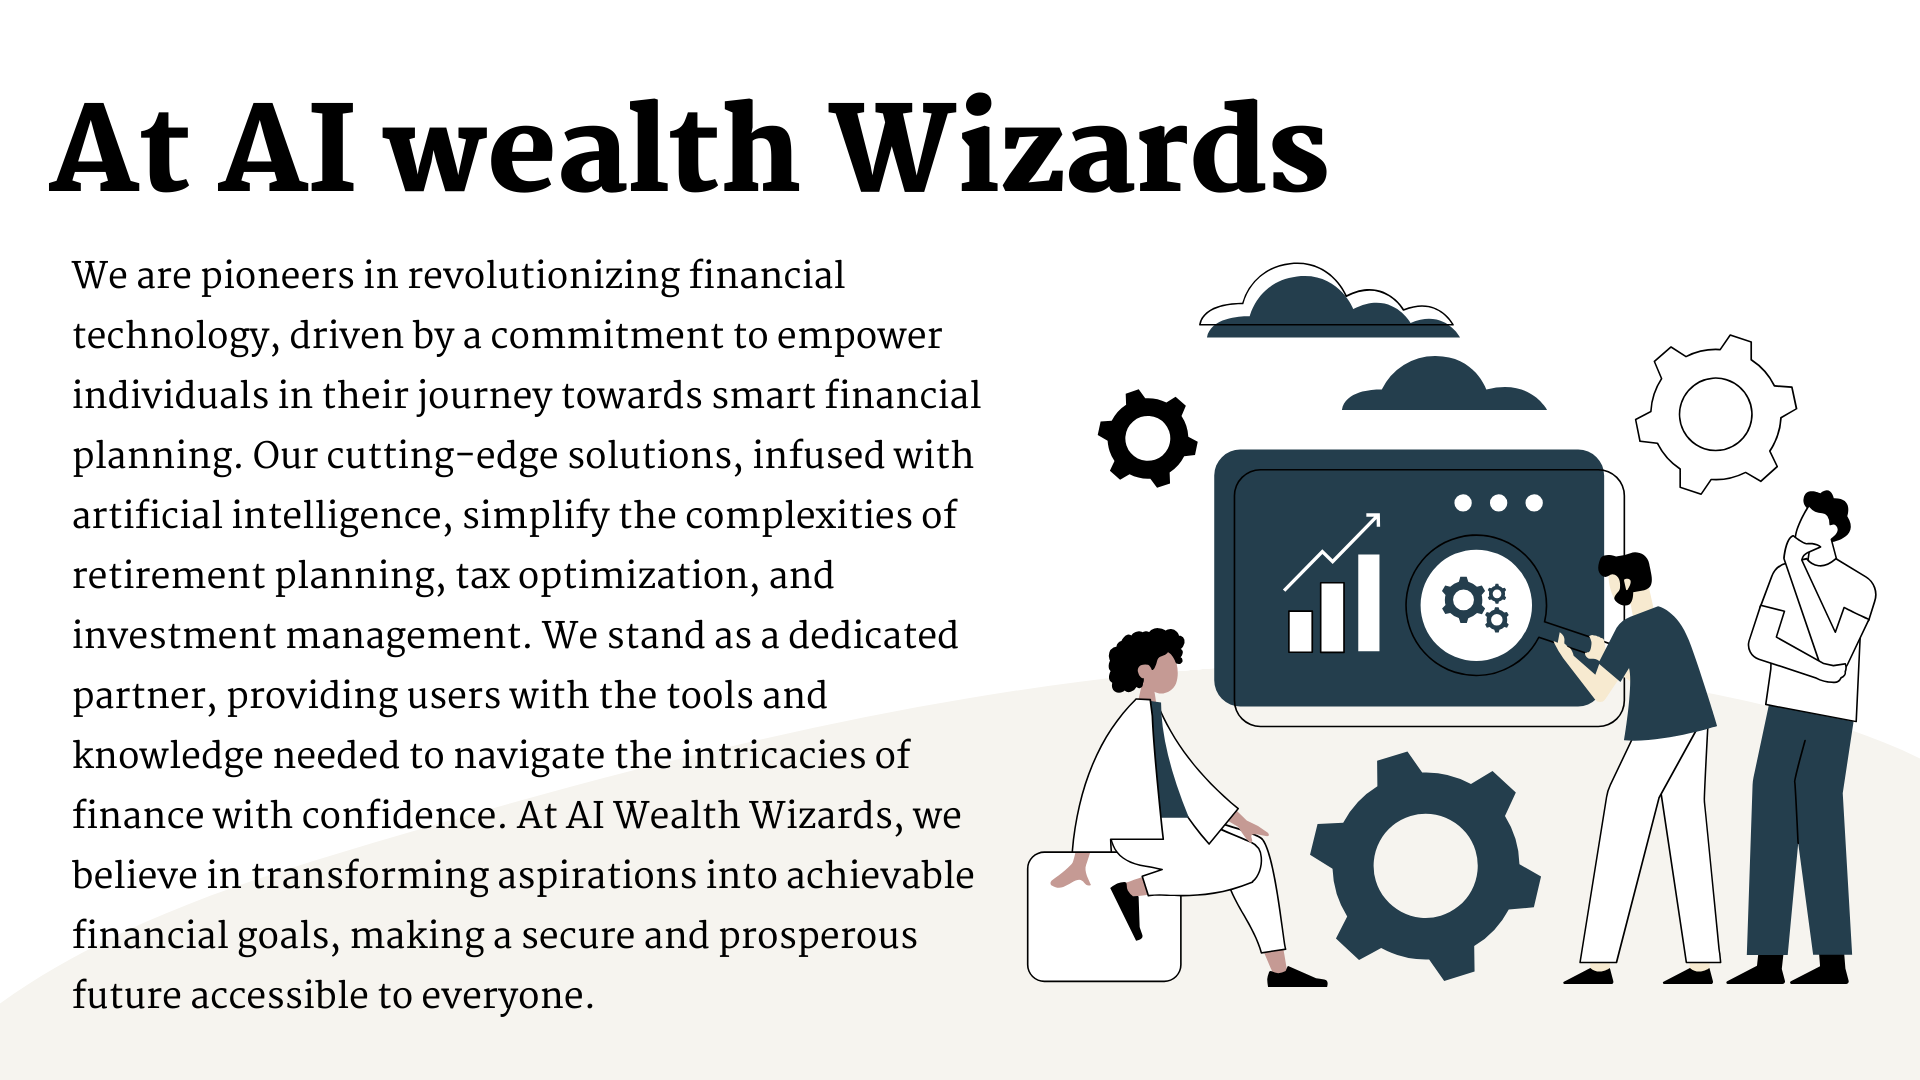 At AI wealth Wizards
We are pioneers in revolutionizing financial
technology, driven by a commitment to empower
individuals in their journey towards smart financial
planning. Our cutting-edge solutions, infused with
artificial intelligence, simplify the complexities of
retirement planning, tax optimization, and
investment management. We stand as a dedicated
partner, providing users with the tools and
knowledge needed to navigate the intricacies of
finance with confidence. At AI Wealth Wizards, we
believe in transforming aspirations into achievable
financial goals, making a secure and prosperous
future accessible to everyone.